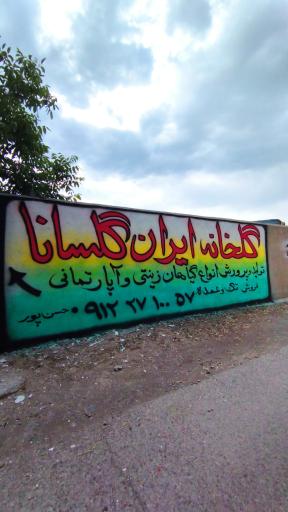 گلخانه ایران گلسانا
تولید و پرورش انواع گیاهان زینتی و آپارتمانی
فروش تک و عمده
۰۹۱۲ ۲۷ ۱۰۰ ۵۷
حسن پور